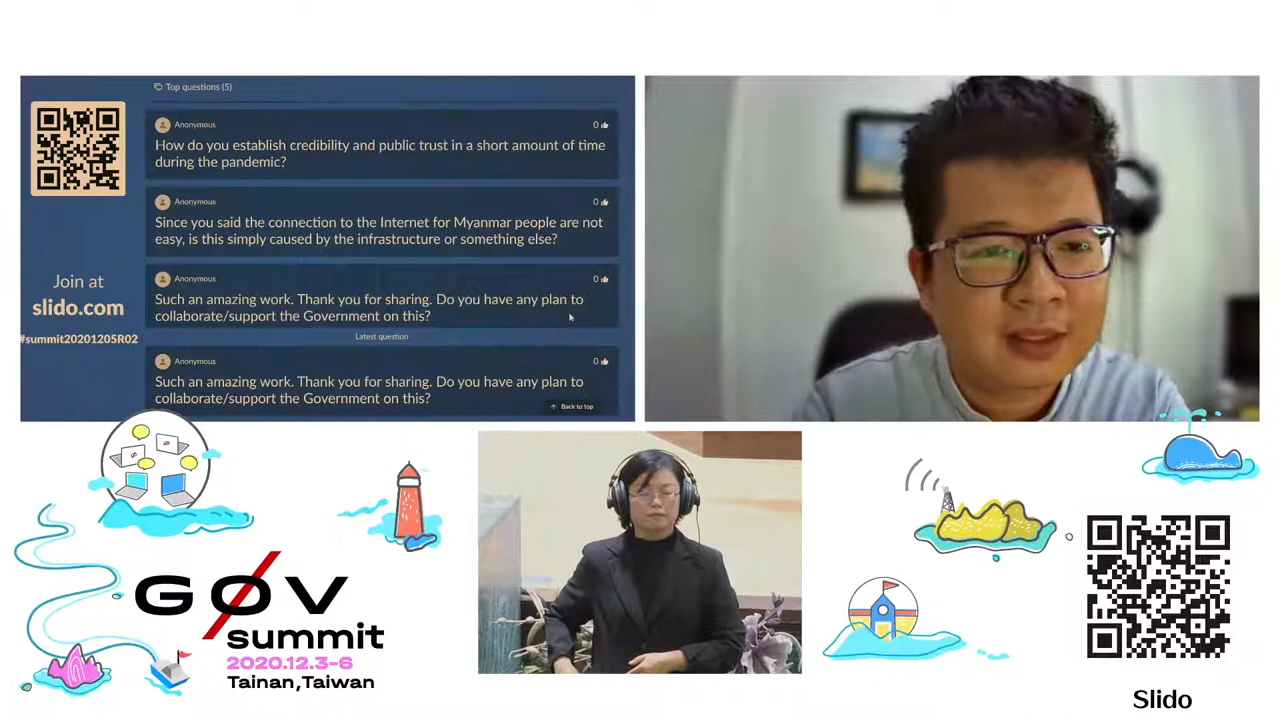 Top questions (5)
Anonymous
0
How do you establish credibility and public trust in a short amount of time
during the pandemic?
Anonymous
0
Since you said the connection to the Internet for Myanmar people are not
easy, is this simply caused by the infrastructure or something else?
Anonymous
0
Such an amazing work. Thank you for sharing. Do you have any plan to
collaborate/support the Government on this?
Latest question
Anonymous
0
Such an amazing work. Thank you for sharing. Do you have any plan to
collaborate/support the Government on this?
Back to top
Join at
slido.com
#summit20201205R02
GØV
summit
2020.12.3-6
Tainan,Taiwan
Slido